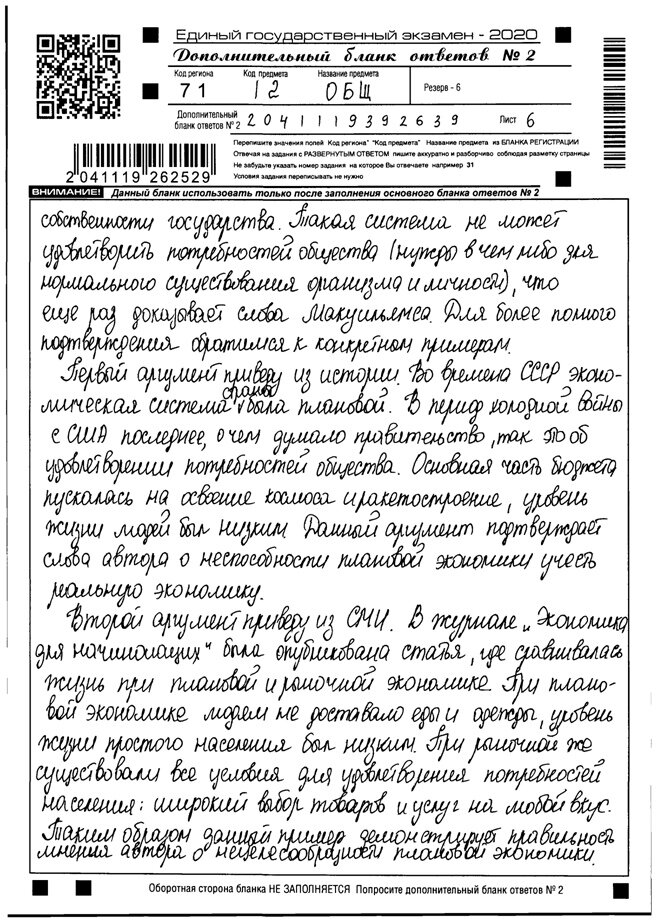 Единый государственный экзамен - 2020
Дополнительный бланк ответов № 2
Код региона Код предмета Название предмета
71 12 ОБЩ
Резерв - 6
Дополнительный бланк ответов № 2 2041119392639 Лист 6
Перепишите значения полей "Код региона" "Код предмета" "Название предмета" из БЛАНКА РЕГИСТРАЦИИ
Отвечая на задания с РАЗВЕРНУТЫМ ОТВЕТОМ пишите аккуратно и разборчиво соблюдая разметку страницы
Не забудьте указать номер задания на которое Вы отвечаете например 31
Условия задания переписывать не нужно
2041119 262529
ВНИМАНИЕ! Данный бланк использовать только после заполнения основного бланка ответов № 2
собственности государства. Такая система не может
удовлетворить потребностей общества (нужды в чем либо для
нормального существования организма и личности), что
еще раз доказывает слова Макуильямса. Для более полного
подтверждения обратимся к конкретным примерам.
Первый аргумент приведу из истории. Во времена СССР эконо-
мическая система страны была плановой. В период холодной войны
с США последнее, о чем думало правительство, так это об
удовлетворении потребностей общества. Основная часть бюджета
пускалась на освоение космоса и ракетостроение, уровень
жизни людей был низким. Данный аргумент подтверждает
слова автора о неспособности плановой экономики учесть
реальную экономику.
Второй аргумент приведу из СМИ. В журнале „Экономика
для начинающих" была опубликована статья, где сравнивалась
жизнь при плановой и рыночной экономике. При плано-
вой экономике людям не доставало еды и одежды, уровень
жизни простого населения был низким. При рыночной же
существовали все условия для удовлетворения потребностей
населения: широкий выбор товаров и услуг на любой вкус.
Таким образом данный пример демонстрирует правильность
мнения автора о нецелесообразности плановой экономики.
Оборотная сторона бланка НЕ ЗАПОЛНЯЕТСЯ Попросите дополнительный бланк ответов № 2